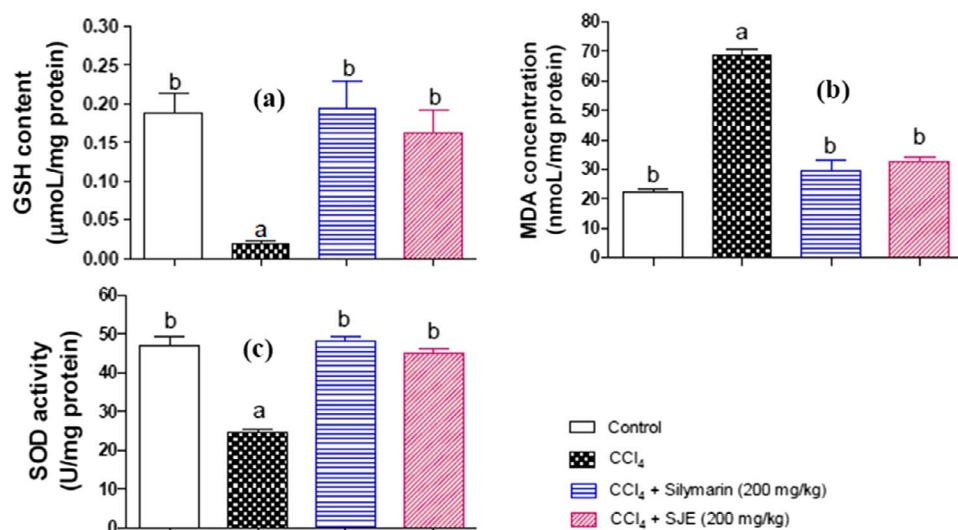 GSH content
(µmoL/mg protein)
0.30
0.25
0.20
0.15
0.10
0.05
0.00
b
a
b
b
(a)
MDA concentration
(nmoL/mg protein)
80
70
60
50
40
30
20
10
0
b
a
b
b
(b)
SOD activity
(U/mg protein)
60
50
40
30
20
10
0
b
a
b
b
(c)
Control
CCl₄
CCl₄ + Silymarin (200 mg/kg)
CCl₄ + SJE (200 mg/kg)